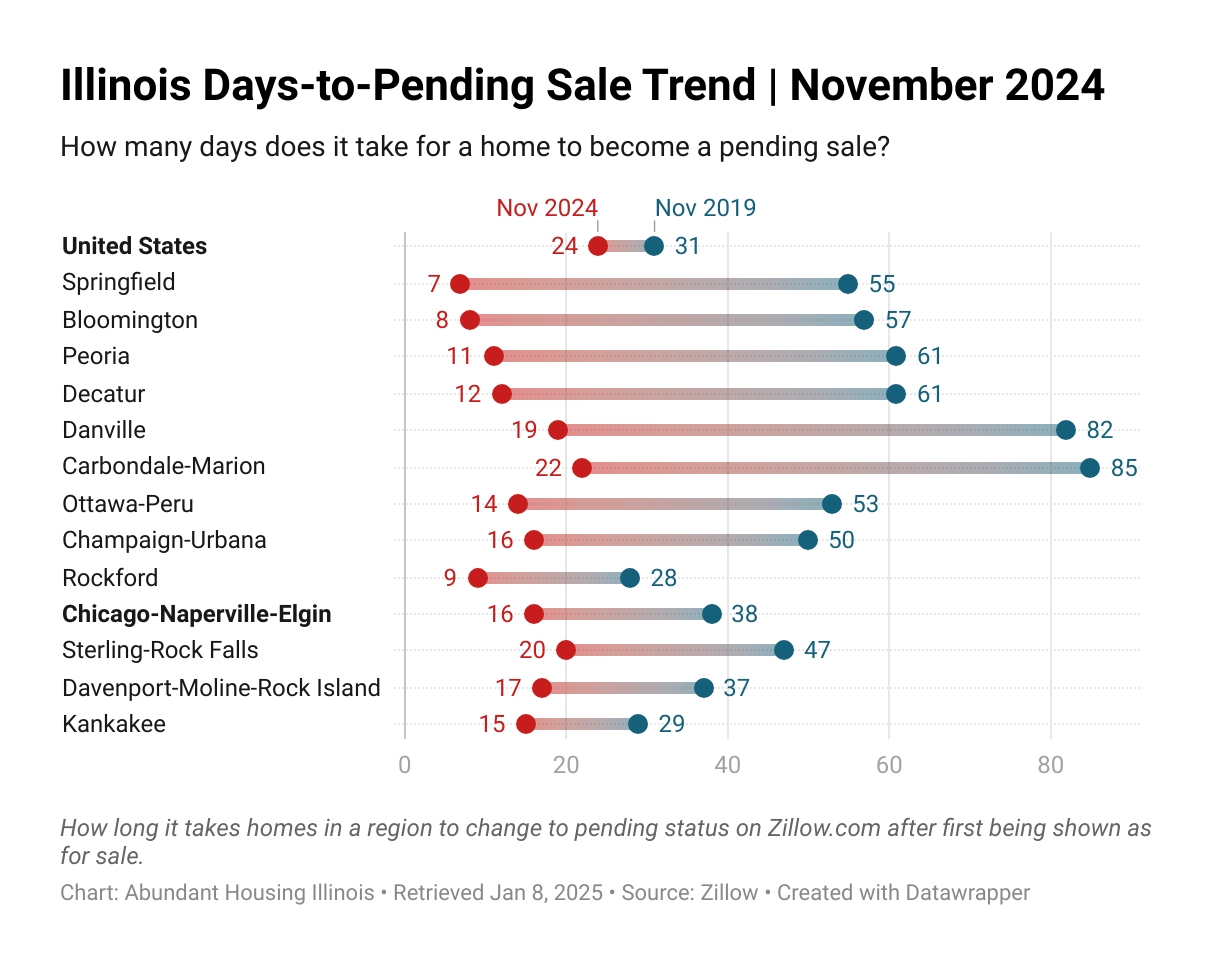 Illinois Days-to-Pending Sale Trend | November 2024
How many days does it take for a home to become a pending sale?
Nov 2024 Nov 2019
United States 24 31
Springfield 7 55
Bloomington 8 57
Peoria 11 61
Decatur 12 61
Danville 19 82
Carbondale-Marion 22 85
Ottawa-Peru 14 53
Champaign-Urbana 16 50
Rockford 9 28
Chicago-Naperville-Elgin 16 38
Sterling-Rock Falls 20 47
Davenport-Moline-Rock Island 17 37
Kankakee 15 29
0 20 40 60 80
How long it takes homes in a region to change to pending status on Zillow.com after first being shown as
for sale.
Chart: Abundant Housing Illinois • Retrieved Jan 8, 2025 • Source: Zillow • Created with Datawrapper